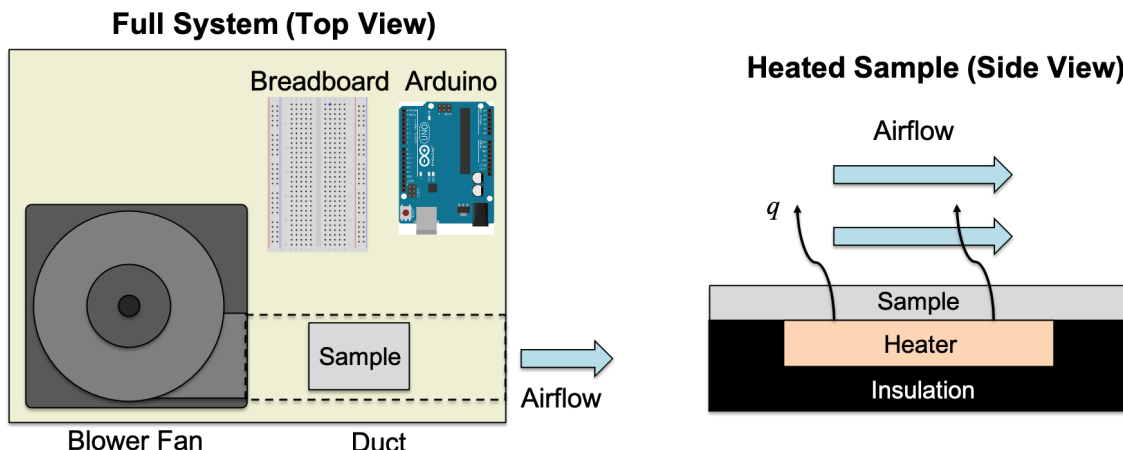 Full System (Top View)
Breadboard
Arduino
UNO
Sample
Airflow
Blower Fan
Duct
Heated Sample (Side View)
Airflow
q
Sample
Heater
Insulation